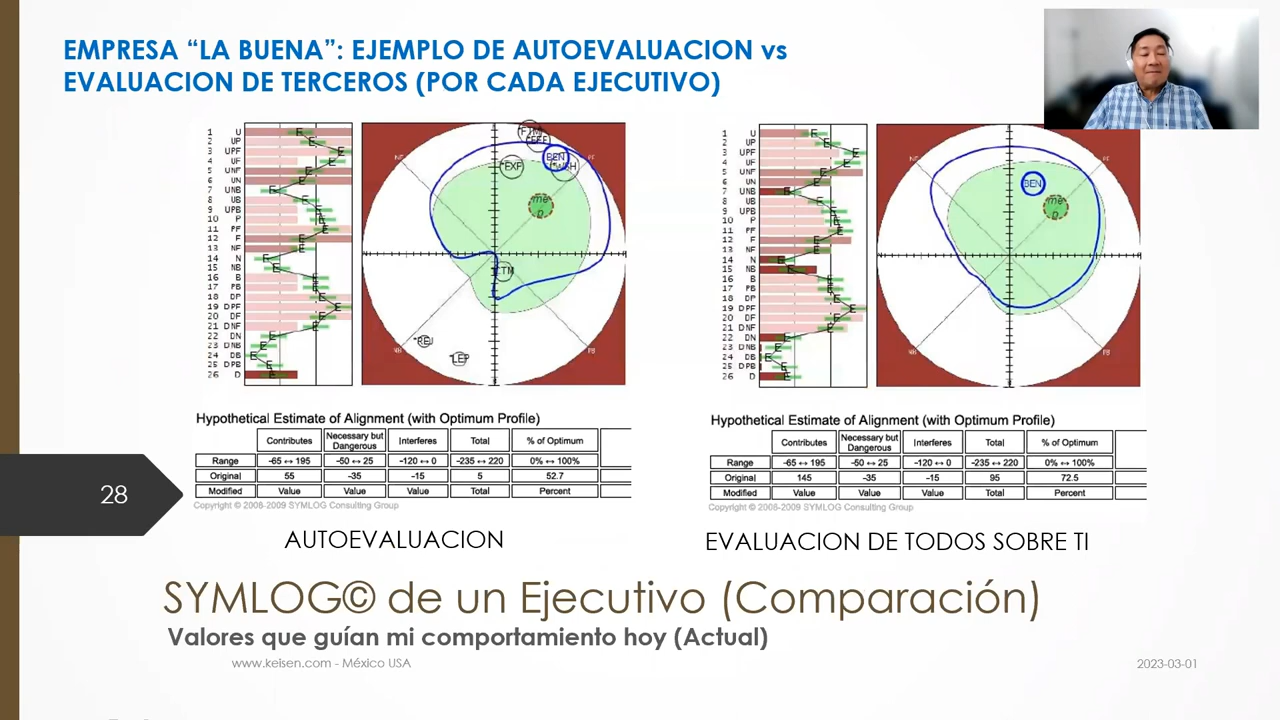 EMPRESA “LA BUENA”: EJEMPLO DE AUTOEVALUACION vs
EVALUACION DE TERCEROS (POR CADA EJECUTIVO)
1 U
2 UP
3 UPF
4 UF
5 UNF
6 UN
7 UNB
8 UB
9 UPB
10 P
11 PF
12 F
13 NF
14 N
15 NB
16 B
17 PB
18 DP
19 DPF
20 DF
21 DNF
22 DN
23 DNB
24 DB
25 DPB
26 D
BEN
*EXF
*REJ
*LEP
NB
PB
Hypothetical Estimate of Alignment (with Optimum Profile)
Contributes Necessary but Dangerous Interferes Total % of Optimum
Range -65 ↔ 195 -50 ↔ 25 -120 ↔ 0 -235 ↔ 220 0% ↔ 100%
Original 55 -35 -15 5 52.7
Modified Value Value Value Total Percent
Copyright © 2008-2009 SYMLOG Consulting Group
AUTOEVALUACION
1 U
2 UP
3 UPF
4 UF
5 UNF
6 UN
7 UNB
8 UB
9 UPB
10 P
11 PF
12 F
13 NF
14 N
15 NB
16 B
17 PB
18 DP
19 DPF
20 DF
21 DNF
22 DN
23 DNB
24 DB
25 DPB
26 D
BEN
NB
PB
Hypothetical Estimate of Alignment (with Optimum Profile)
Contributes Necessary but Dangerous Interferes Total % of Optimum
Range -65 ↔ 195 -50 ↔ 25 -120 ↔ 0 -235 ↔ 220 0% ↔ 100%
Original 145 -35 -15 95 72.5
Modified Value Value Value Total Percent
Copyright © 2008-2009 SYMLOG Consulting Group
EVALUACION DE TODOS SOBRE TI
28
SYMLOG© de un Ejecutivo (Comparación)
Valores que guían mi comportamiento hoy (Actual)
www.keisen.com - México USA
2023-03-01